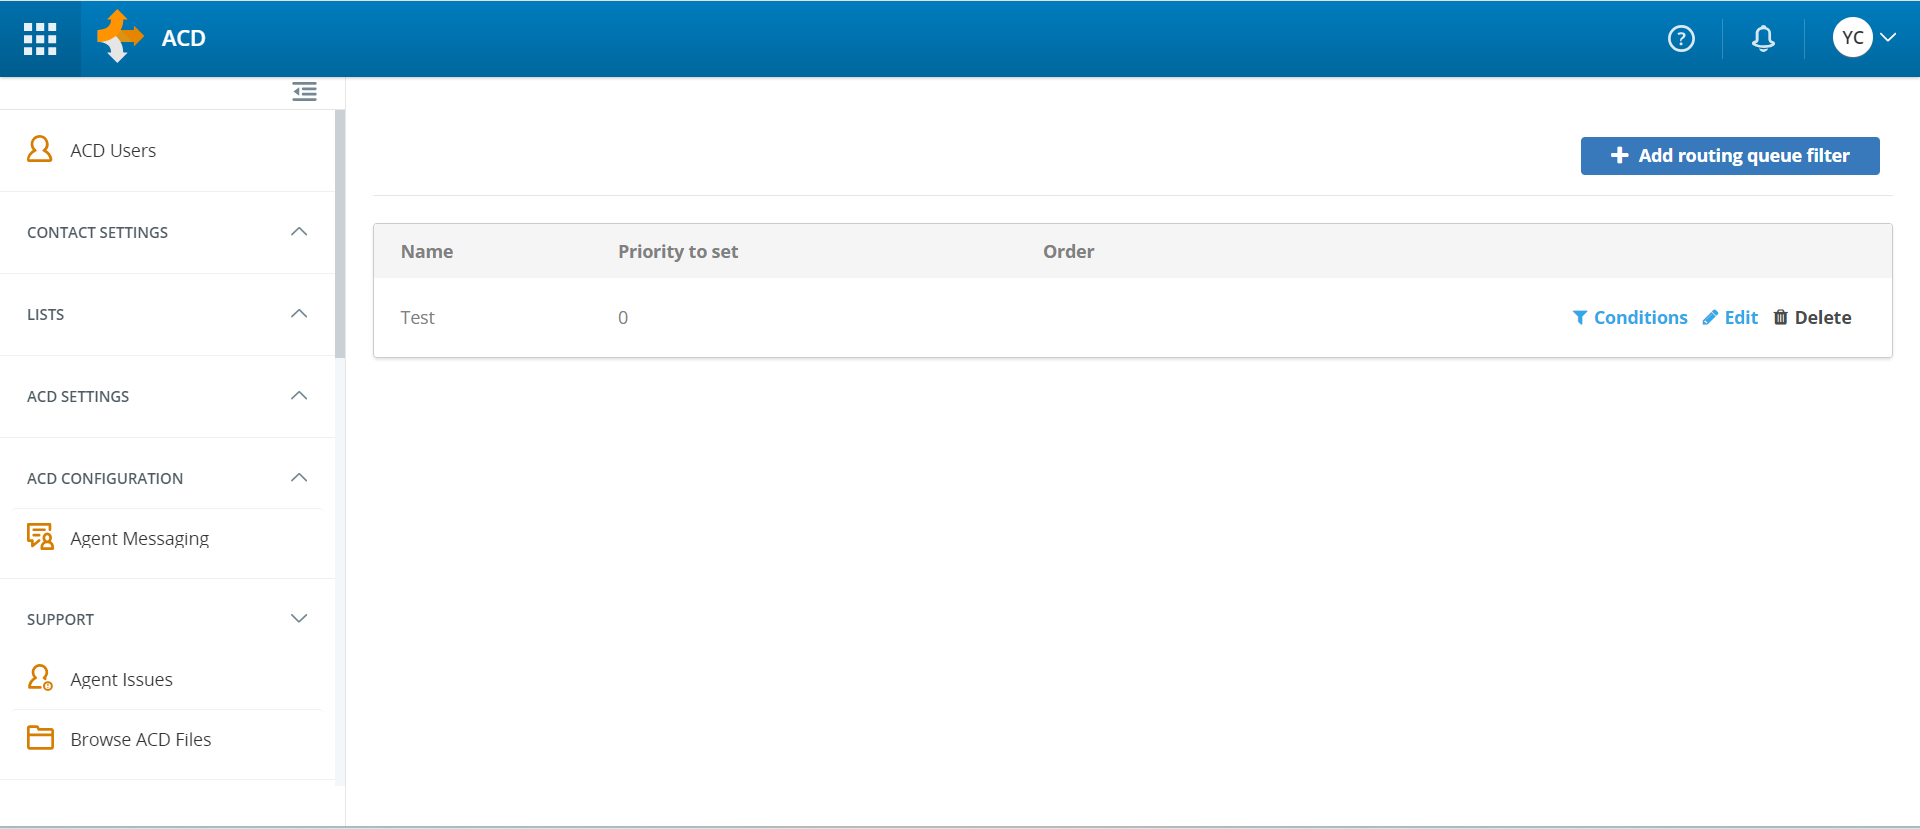 ACD
?
YC
ACD Users
CONTACT SETTINGS
LISTS
ACD SETTINGS
ACD CONFIGURATION
Agent Messaging
SUPPORT
Agent Issues
Browse ACD Files
Add routing queue filter
Name Priority to set Order
Test 0 Conditions Edit Delete